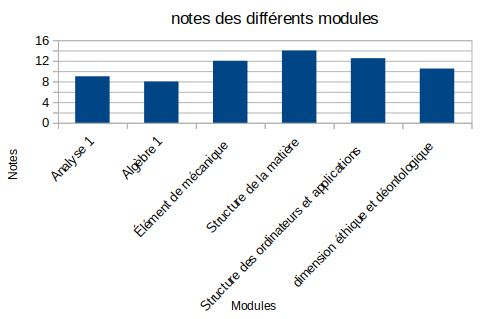 notes des différents modules
16
12
8
4
0
Notes
Analyse 1
Algèbre 1
Élément de mécanique
Structure de la matière
Structure des ordinateurs et applications
dimension éthique et déontologique
Modules